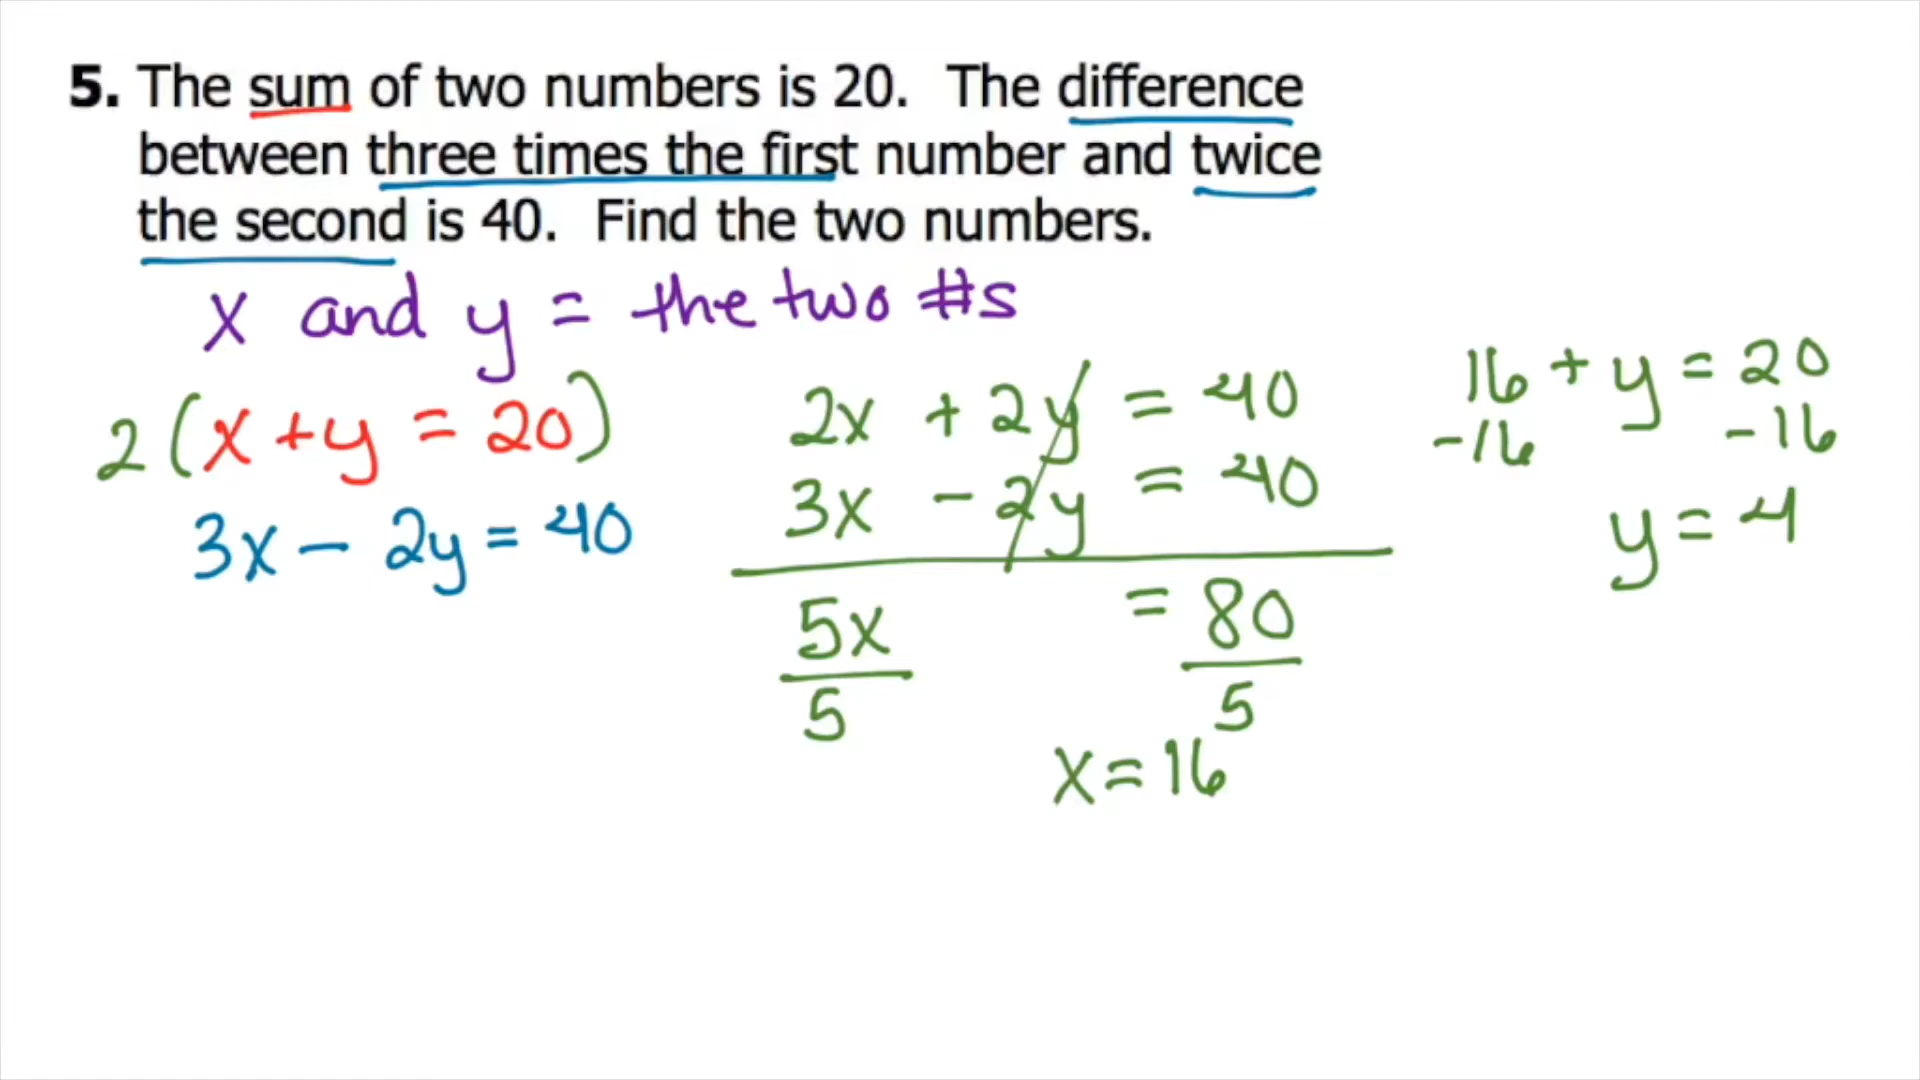 5. The sum of two numbers is 20. The difference
between three times the first number and twice
the second is 40. Find the two numbers.
x and y = the two #s
2(x+y=20)
3x - 2y = 40
2x + 2y = 40
3x - 2y = 40
5x = 80
5 5
x=16
16 + y = 20
-16 -16
y = 4